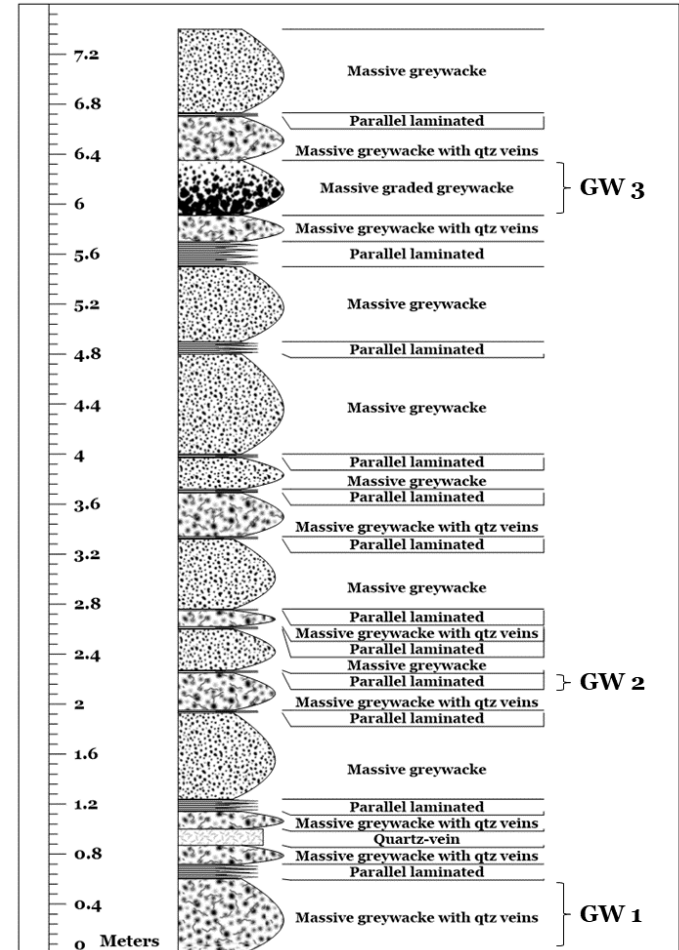 7.2
Massive greywacke
6.8
Parallel laminated
6.4
Massive greywacke with qtz veins
Massive graded greywacke
GW 3
6
Massive greywacke with qtz veins
5.6
Parallel laminated
5.2
Massive greywacke
4.8
Parallel laminated
4.4
Massive greywacke
4
Parallel laminated
Massive greywacke
3.6
Parallel laminated
Massive greywacke with qtz veins
3.2
Parallel laminated
Massive greywacke
2.8
Parallel laminated
Massive greywacke with qtz veins
2.4
Parallel laminated
Massive greywacke
Parallel laminated
GW 2
2
Massive greywacke with qtz veins
Parallel laminated
1.6
Massive greywacke
1.2
Parallel laminated
Massive greywacke with qtz veins
Quartz-vein
0.8
Massive greywacke with qtz veins
Parallel laminated
0.4
Massive greywacke with qtz veins
GW 1
0 Meters